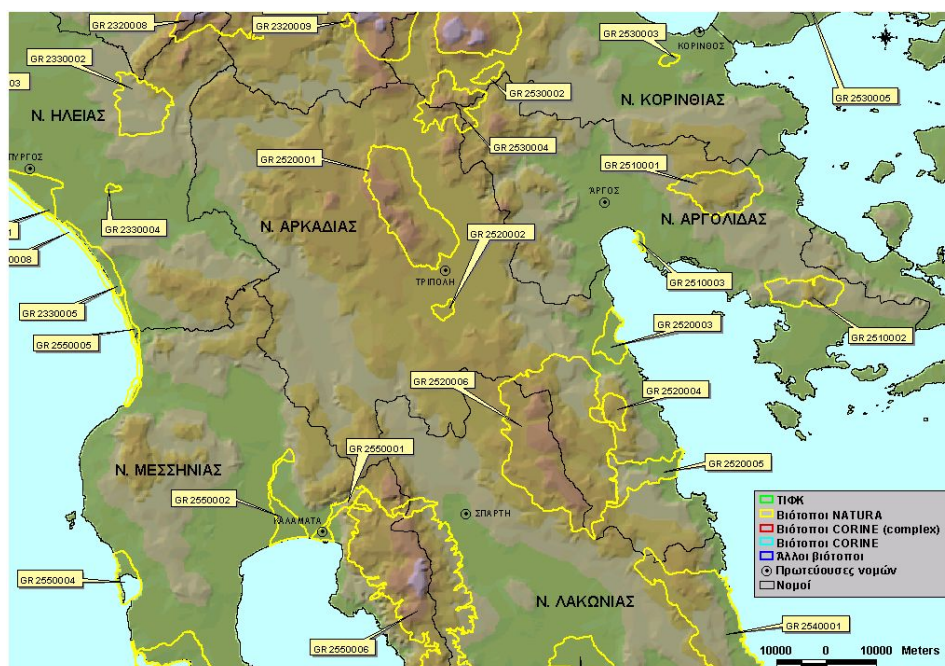 GR 2320008
GR 2320009
GR 2530003
ΚΟΡΙΝΘΟΣ
GR 2330002
03
GR 2530002
Ν. ΚΟΡΙΝΘΙΑΣ
GR 2530005
Ν. ΗΛΕΙΑΣ
GR 2530004
ΠΥΡΓΟΣ
GR 2520001
GR 2510001
ΑΡΓΟΣ
Ν. ΑΡΚΑΔΙΑΣ
Ν. ΑΡΓΟΛΙΔΑΣ
GR 2330004
GR 2520002
1
0008
ΤΡΙΠΟΛΗ
GR 2510003
GR 2330005
GR 2520003
GR 2550005
GR 2510002
GR 2520006
GR 2520004
GR 2550001
Ν. ΜΕΣΣΗΝΙΑΣ
GR 2520005
GR 2550002
ΣΠΑΡΤΗ
ΚΑΛΑΜΑΤΑ
ΤΙΦΚ
Βιότοποι NATURA
Βιότοποι CORINE (complex)
Βιότοποι CORINE
Άλλοι βιότοποι
Πρωτεύουσες νομών
Νομοί
GR 2550004
Ν. ΛΑΚΩΝΙΑΣ
GR 2540001
GR 2550006
10000 0 10000 Meters